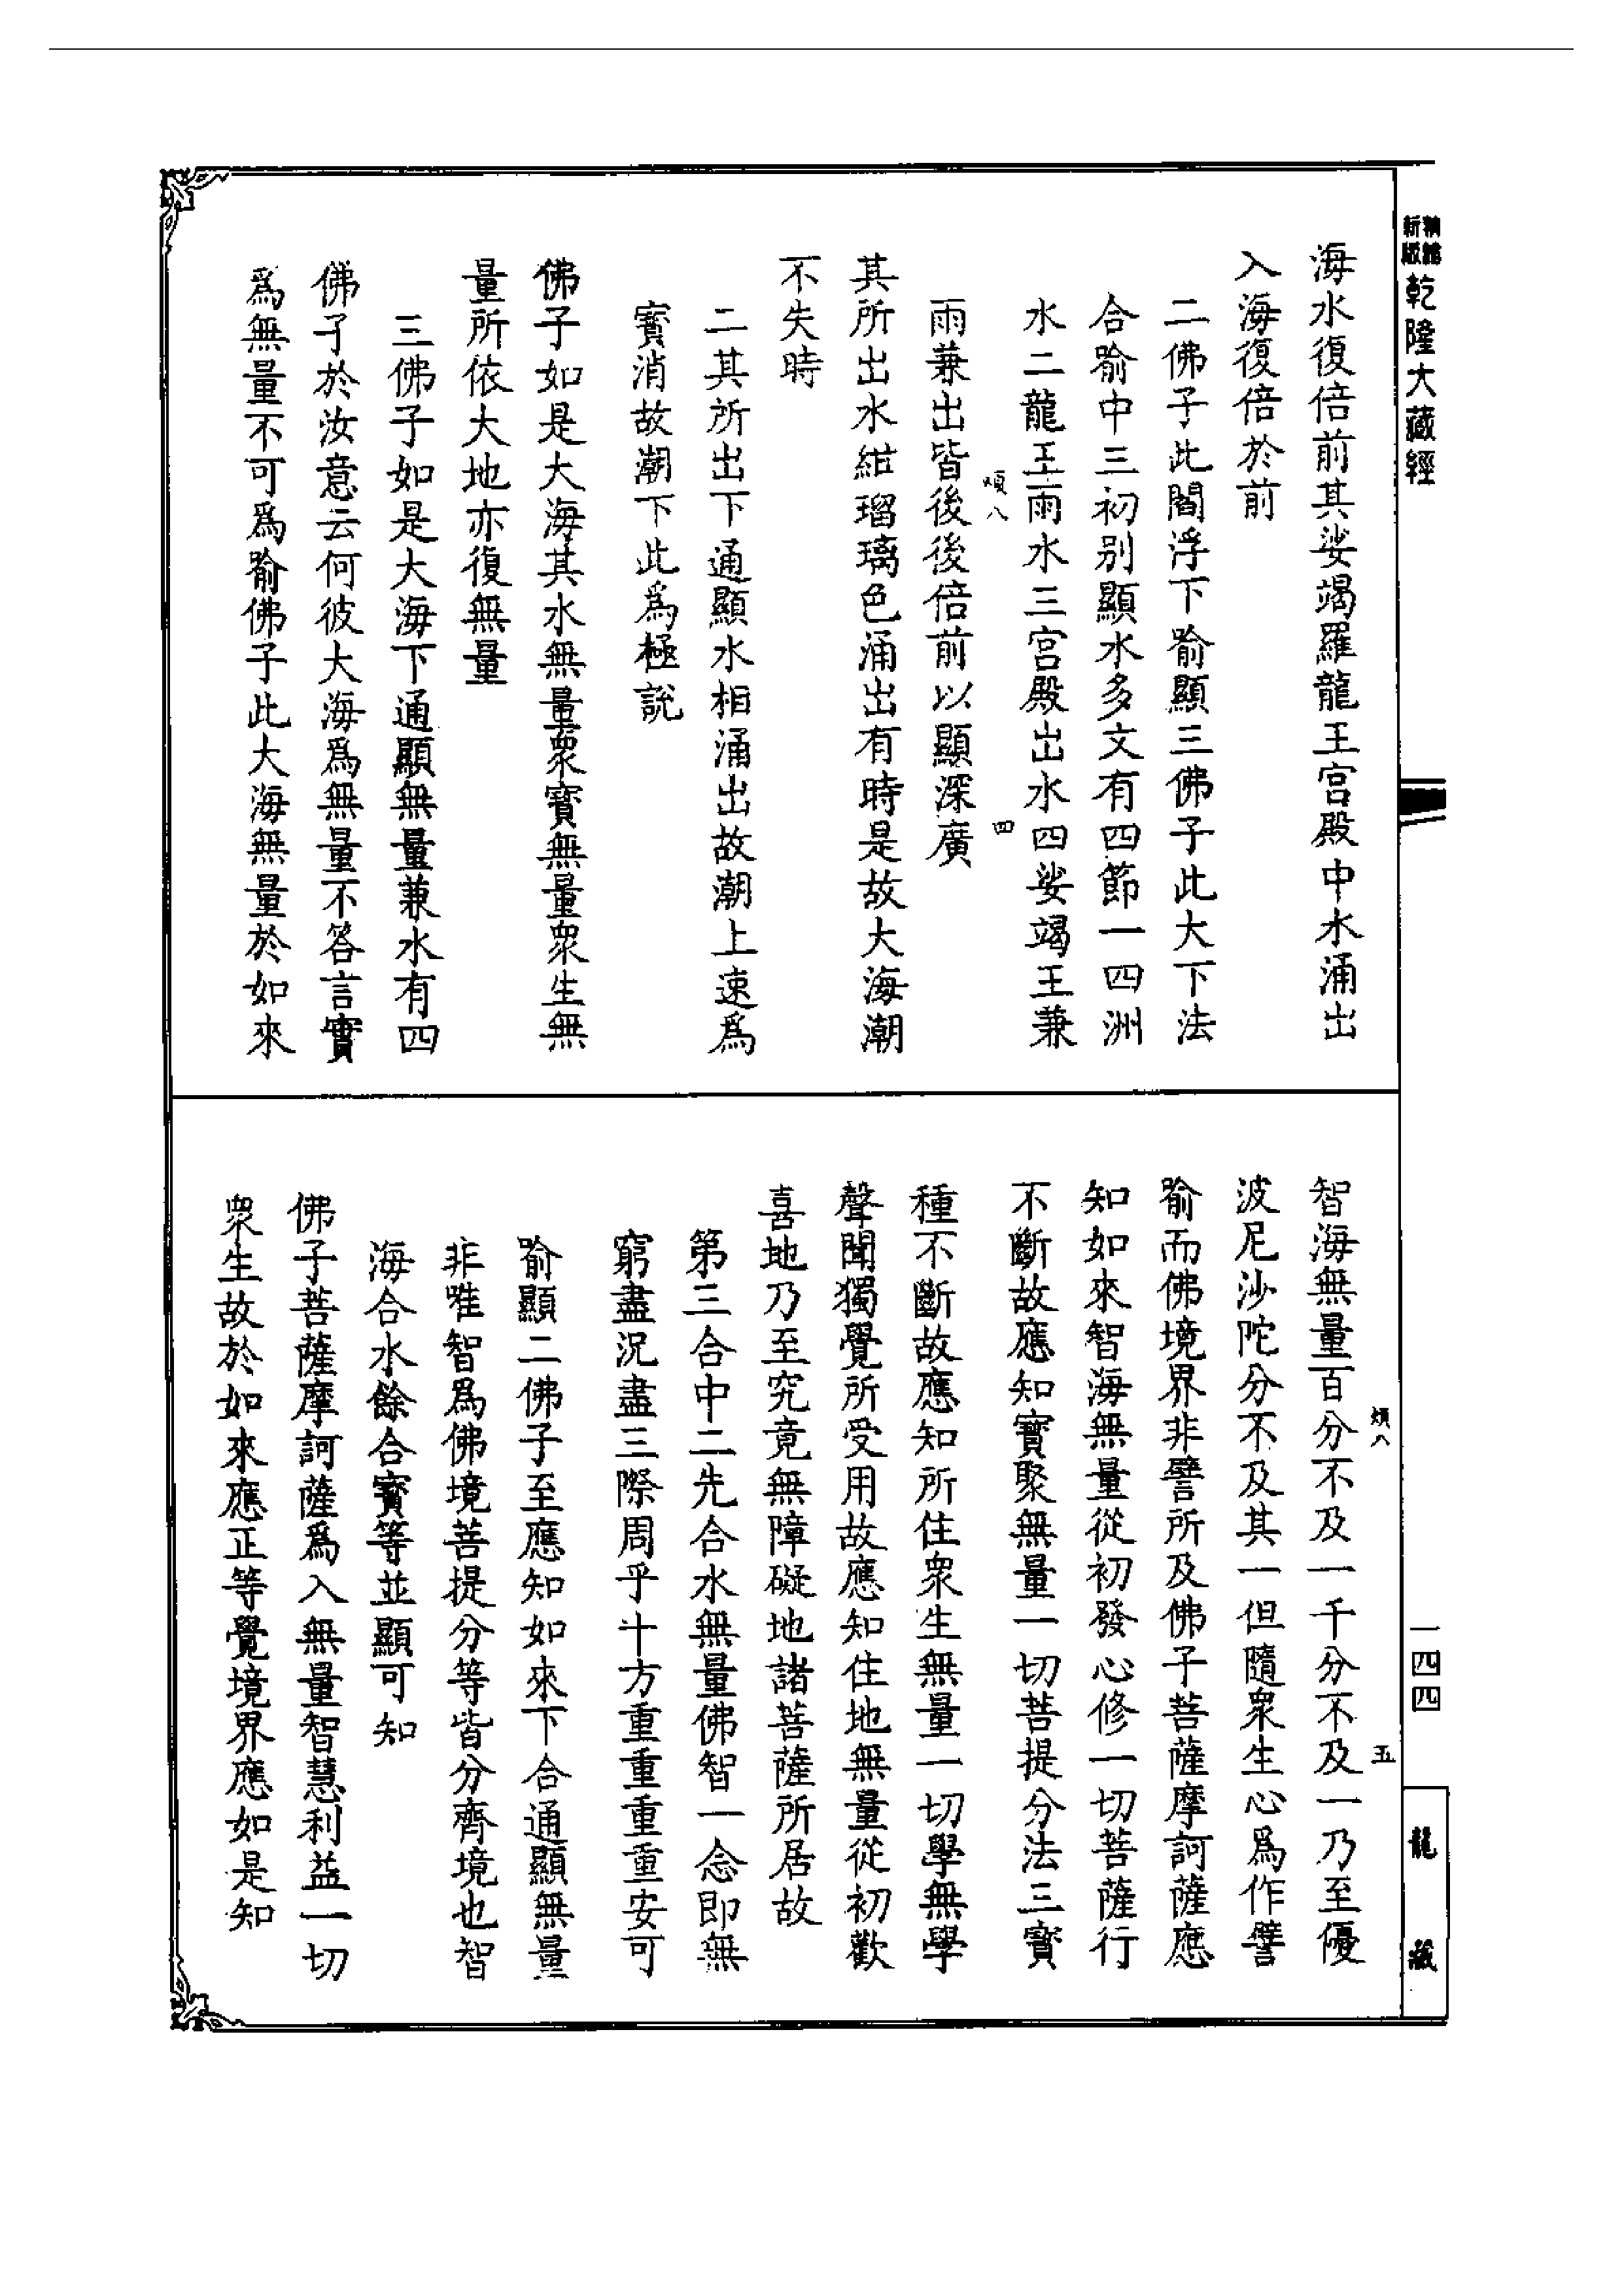 精縮
新版
乾隆大藏經
海水復倍前其娑竭羅龍王宮殿中水涌出
入海復倍於前
二佛子此閻浮下喻顯三佛子此大下法
合喻中三初别顯水多文有四節一四洲
水二龍王雨水三宮殿出水四娑竭王兼
煩八
四
雨兼出皆後後倍前以顯深廣
其所出水紺瑠璃色涌出有時是故大海潮
不失時
二其所出下通顯水相涌出故潮上速爲
寳消故潮下此爲極說
佛子如是大海其水無量衆寳無量衆生無
量所依大地亦復無量
三佛子如是大海下通顯無量兼水有四
佛子於汝意云何彼大海爲無量不答言實
爲無量不可爲喻佛子此大海無量於如來
煩八
五
智海無量百分不及一千分不及一乃至優
波尼沙陀分不及其一但隨衆生心爲作譬
喻而佛境界非譬所及佛子菩薩摩訶薩應
知如來智海無量從初發心修一切菩薩行
不斷故應知寳聚無量一切菩提分法三寳
種不斷故應知所住衆生無量一切學無學
聲聞獨覺所受用故應知住地無量從初歡
喜地乃至究竟無障礙地諸菩薩所居故
第三合中二先合水無量佛智一念即無
窮盡況盡三際周乎十方重重重重安可
喻顯二佛子至應知如來下合通顯無量
非唯智爲佛境菩提分等皆分齊境也智
海合水餘合寳等並顯可知
佛子菩薩摩訶薩爲入無量智慧利益一切
衆生故於如來應正等覺境界應如是知
一四四
龍藏